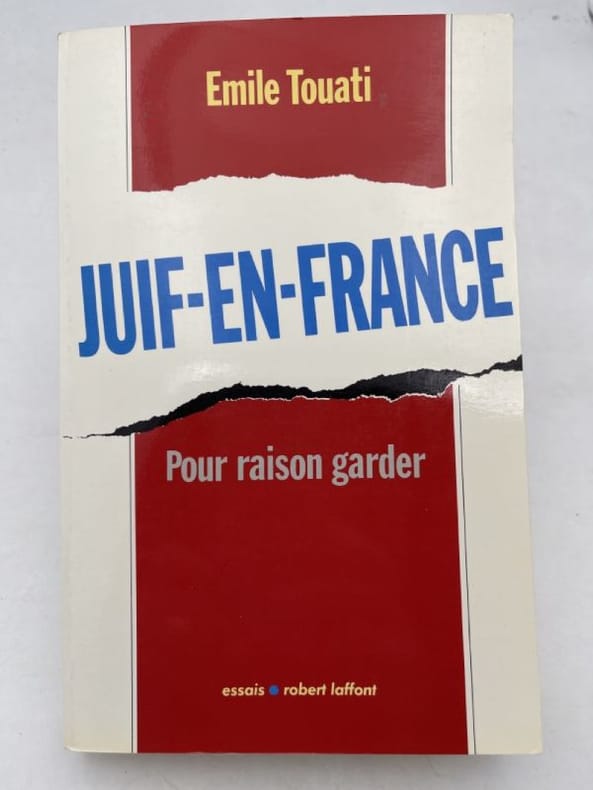 Emile Touati
JUIF-EN-FRANCE
Pour raison garder
essais • robert laffont